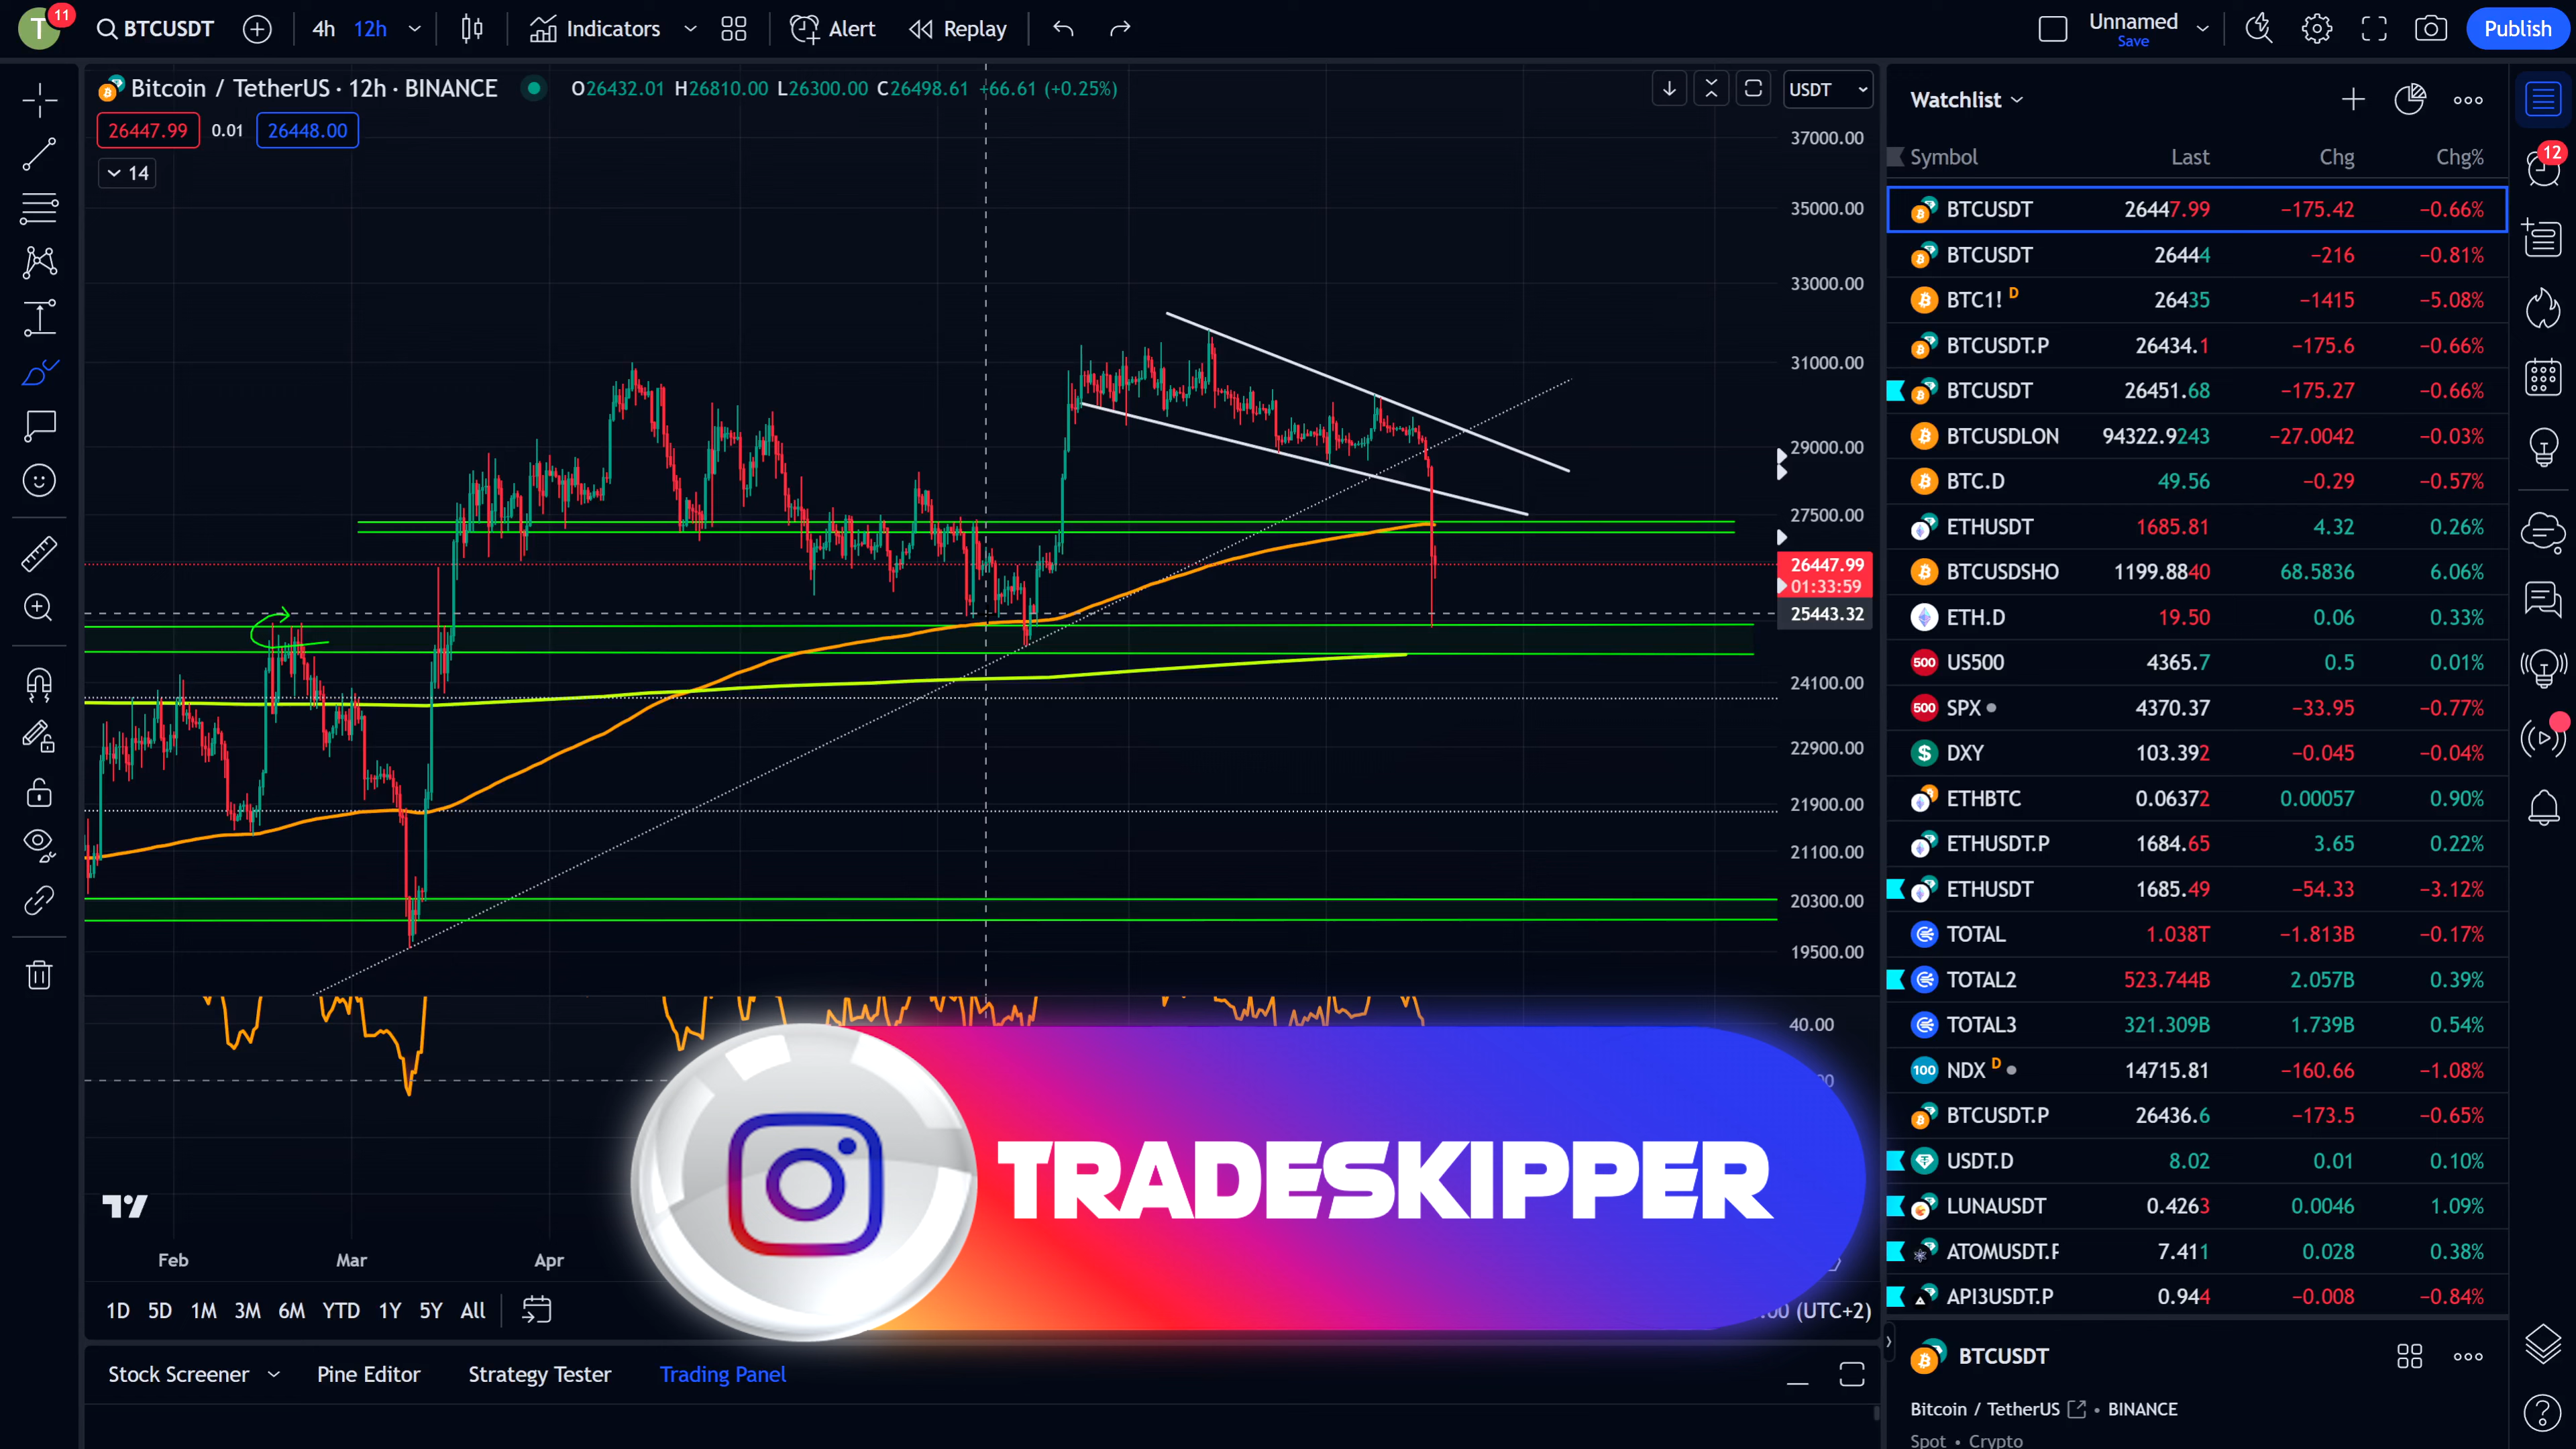 T 11 BTCUSDT 4h 12h Indicators Alert Replay Unnamed Save Publish
Bitcoin / TetherUS · 12h · BINANCE O26432.01 H26810.00 L26300.00 C26498.61 +66.61 (+0.25%) USDT
26447.99 0.01 26448.00
14
37000.00
35000.00
33000.00
31000.00
29000.00
27500.00
26447.99
01:33:59
25443.32
24100.00
22900.00
21900.00
21100.00
20300.00
19500.00
40.00
TRADESKIPPER
Feb Mar Apr
1D 5D 1M 3M 6M YTD 1Y 5Y All (UTC+2)
Stock Screener Pine Editor Strategy Tester Trading Panel
Watchlist
Symbol Last Chg Chg%
BTCUSDT 26447.99 −175.42 −0.66%
BTCUSDT 26444 −216 −0.81%
BTC1! D 26435 −1415 −5.08%
BTCUSDT.P 26434.1 −175.6 −0.66%
BTCUSDT 26451.68 −175.27 −0.66%
BTCUSDLON 94322.9243 −27.0042 −0.03%
BTC.D 49.56 −0.29 −0.57%
ETHUSDT 1685.81 4.32 0.26%
BTCUSDSHO 1199.8840 68.5836 6.06%
ETH.D 19.50 0.06 0.33%
500 US500 4365.7 0.5 0.01%
500 SPX 4370.37 −33.95 −0.77%
$ DXY 103.392 −0.045 −0.04%
ETHBTC 0.06372 0.00057 0.90%
ETHUSDT.P 1684.65 3.65 0.22%
ETHUSDT 1685.49 −54.33 −3.12%
TOTAL 1.038T −1.813B −0.17%
TOTAL2 523.744B 2.057B 0.39%
TOTAL3 321.309B 1.739B 0.54%
100 NDX D 14715.81 −160.66 −1.08%
BTCUSDT.P 26436.6 −173.5 −0.65%
USDT.D 8.02 0.01 0.10%
LUNAUSDT 0.4263 0.0046 1.09%
ATOMUSDT.P 7.411 0.028 0.38%
API3USDT.P 0.944 −0.008 −0.84%
BTCUSDT
Bitcoin / TetherUS • BINANCE
Spot • Crypto
12